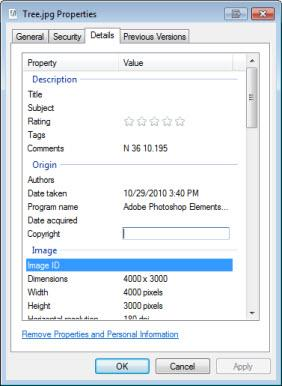 Tree.jpg Properties
General Security Details Previous Versions
Property Value
Description
Title
Subject
Rating
Tags
Comments N 36 10.195
Origin
Authors
Date taken 10/29/2010 3:40 PM
Program name Adobe Photoshop Elements...
Date acquired
Copyright
Image
Image ID
Dimensions 4000 x 3000
Width 4000 pixels
Height 3000 pixels
Horizontal resolution 180 dpi
Remove Properties and Personal Information
OK Cancel Apply